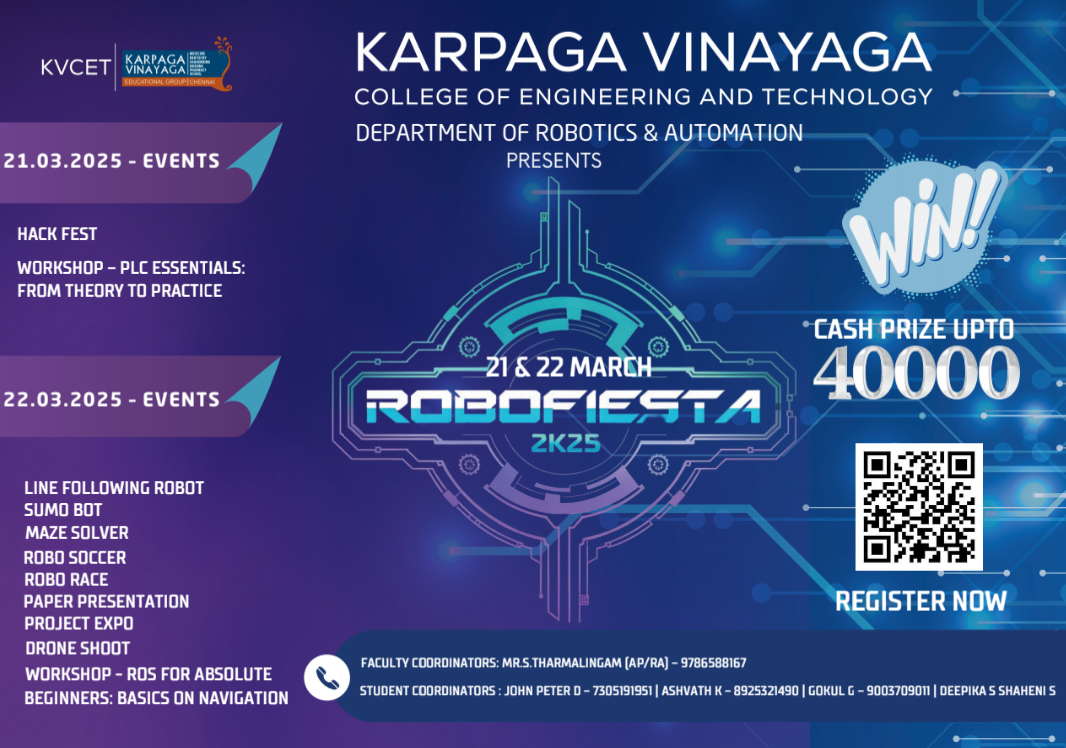 KVCET
KARPAGA
VINAYAGA
EDUCATIONAL GROUP | CHENNAI
KARPAGA VINAYAGA
COLLEGE OF ENGINEERING AND TECHNOLOGY
DEPARTMENT OF ROBOTICS & AUTOMATION
PRESENTS
21.03.2025 - EVENTS
HACK FEST
WORKSHOP – PLC ESSENTIALS:
FROM THEORY TO PRACTICE
22.03.2025 - EVENTS
LINE FOLLOWING ROBOT
SUMO BOT
MAZE SOLVER
ROBO SOCCER
ROBO RACE
PAPER PRESENTATION
PROJECT EXPO
DRONE SHOOT
WORKSHOP – ROS FOR ABSOLUTE
BEGINNERS: BASICS ON NAVIGATION
21 & 22 MARCH
ROBOFIESTA
2K25
WIN!!
CASH PRIZE UPTO
40000
REGISTER NOW
FACULTY COORDINATORS: MR.S.THARMALINGAM (AP/RA) – 9786588167
STUDENT COORDINATORS : JOHN PETER D – 7305191951 | ASHVATH K – 8925321490 | GOKUL G – 9003709011 | DEEPIKA S SHAHENI S